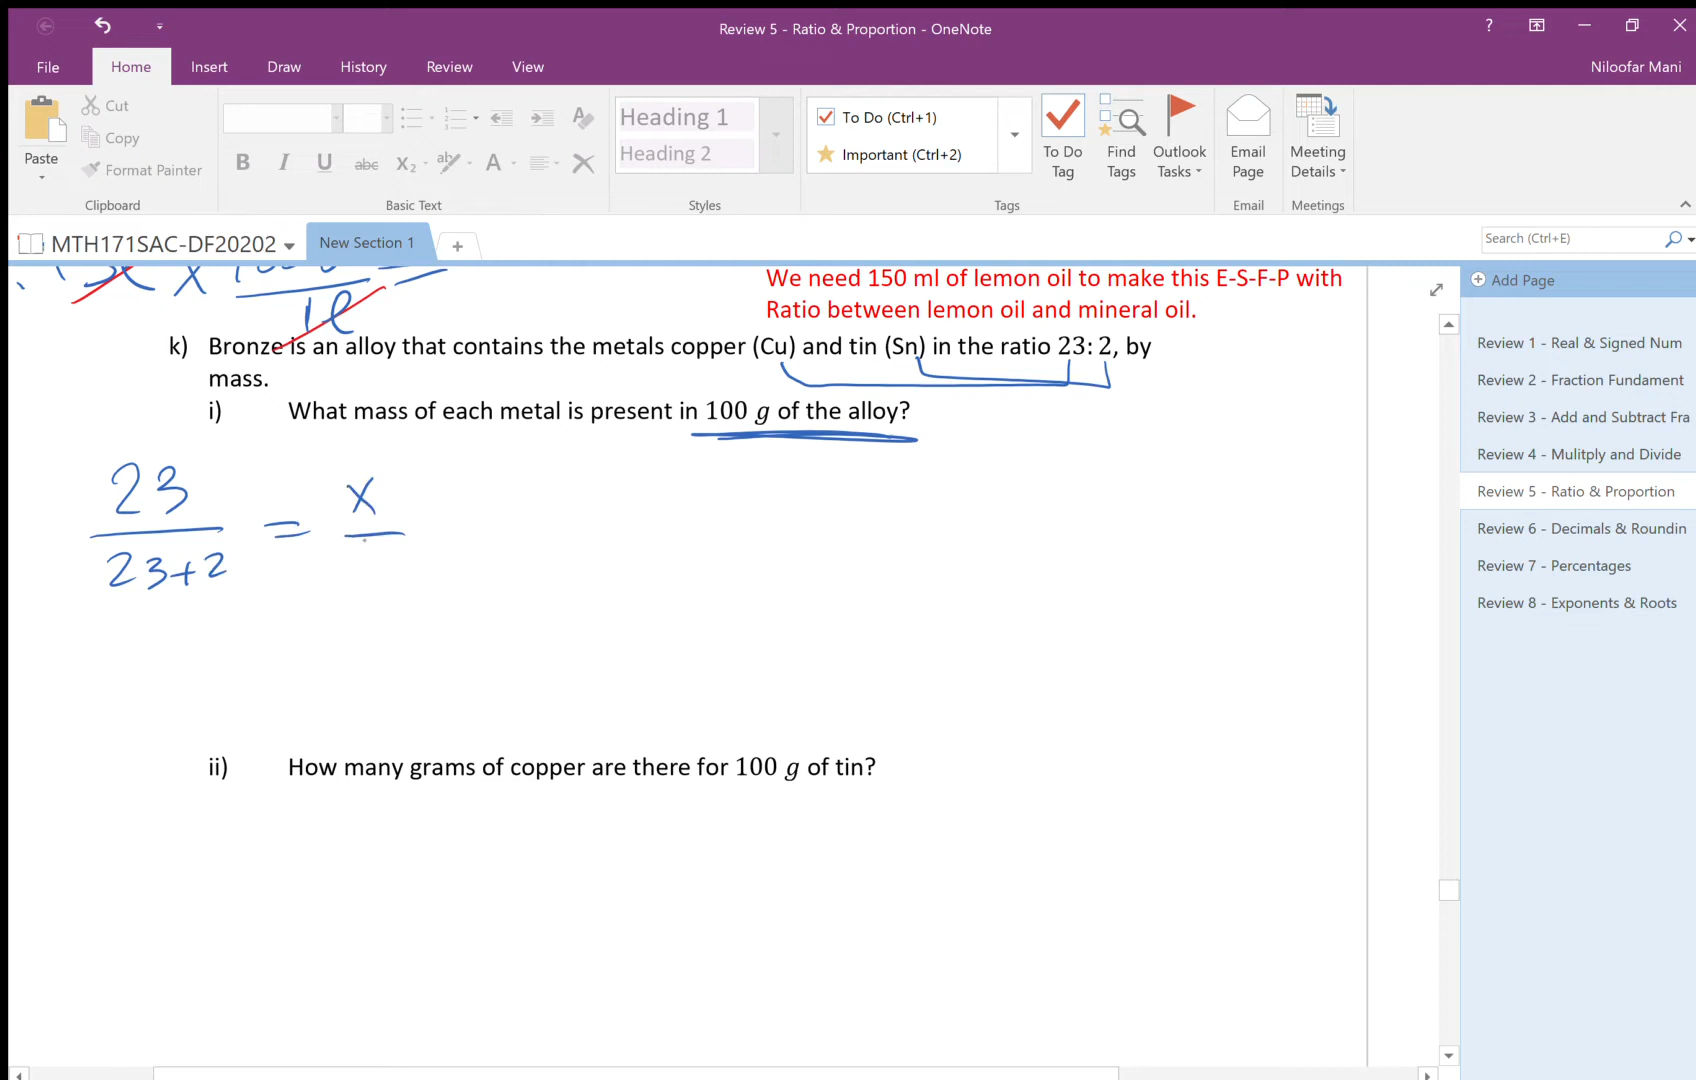 Review 5 - Ratio & Proportion - OneNote
?
File Home Insert Draw History Review View
Niloofar Mani
Paste
Cut
Copy
Format Painter
Clipboard
B I U abc X₂ ab A
Basic Text
Heading 1
Heading 2
Styles
To Do (Ctrl+1)
Important (Ctrl+2)
To Do Tag
Find Tags
Outlook Tasks
Tags
Email Page
Email
Meeting Details
Meetings
MTH171SAC-DF20202
New Section 1
+
Search (Ctrl+E)
Add Page
Review 1 - Real & Signed Num
Review 2 - Fraction Fundament
Review 3 - Add and Subtract Fra
Review 4 - Mulitply and Divide
Review 5 - Ratio & Proportion
Review 6 - Decimals & Roundin
Review 7 - Percentages
Review 8 - Exponents & Roots
We need 150 ml of lemon oil to make this E-S-F-P with
Ratio between lemon oil and mineral oil.
x
1l
k) Bronze is an alloy that contains the metals copper (Cu) and tin (Sn) in the ratio 23: 2, by
mass.
i) What mass of each metal is present in 100 g of the alloy?
23 x
=
23+2
ii) How many grams of copper are there for 100 g of tin?